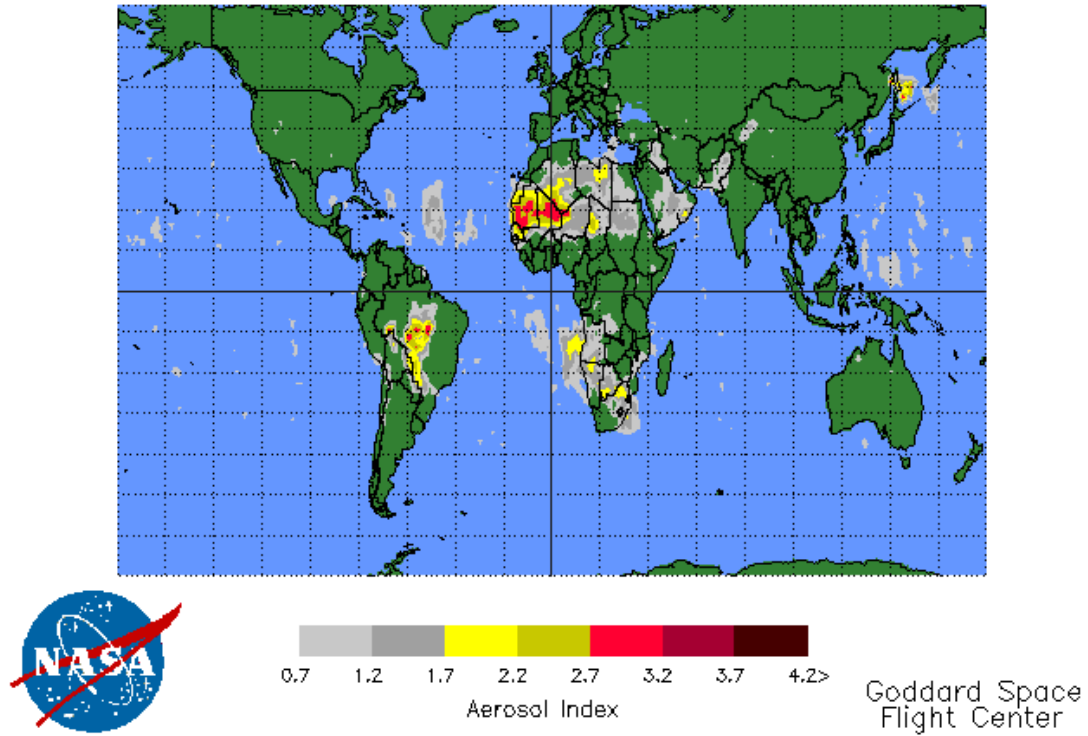 NASA
0.7 1.2 1.7 2.2 2.7 3.2 3.7 4.2>
Aerosol Index
Goddard Space
Flight Center